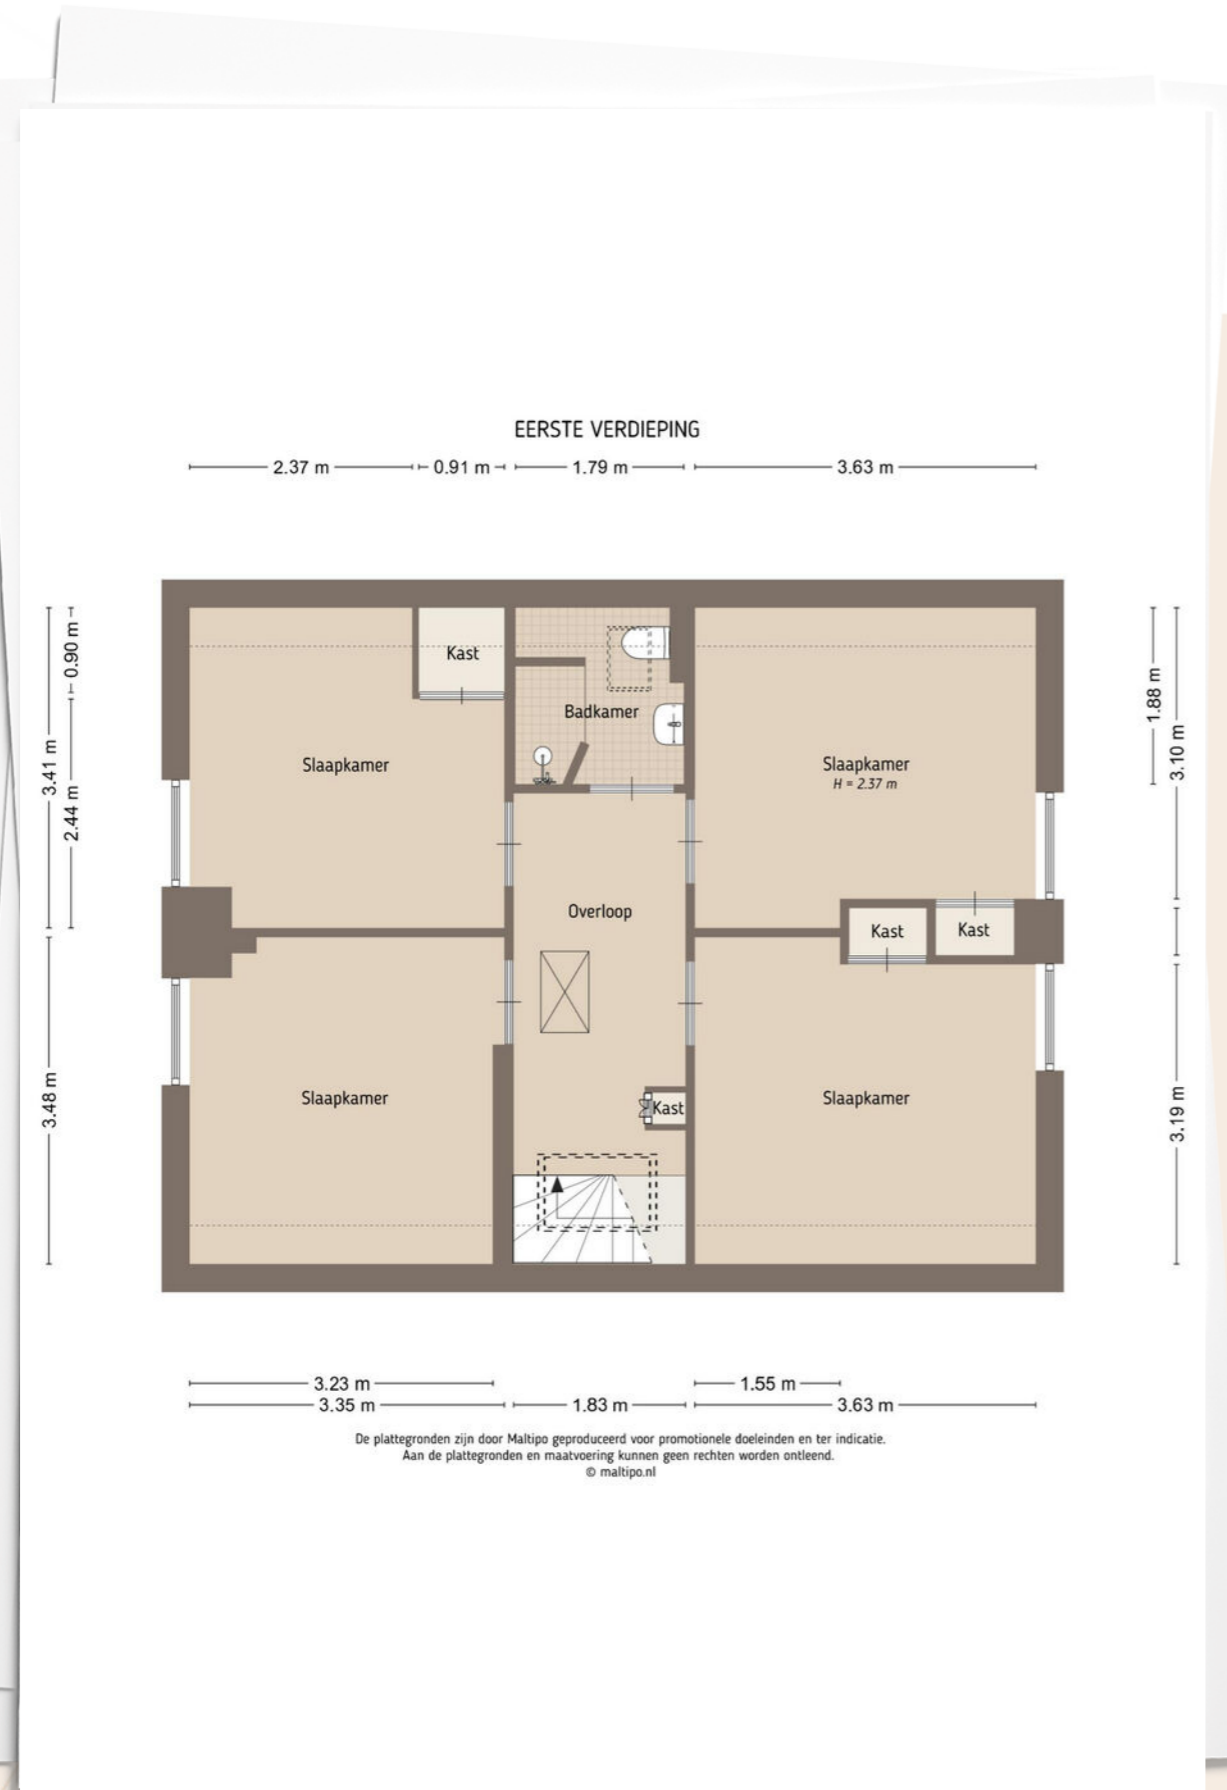 EERSTE VERDIEPING
2.37 m
0.91 m
1.79 m
3.63 m
0.90 m
3.41 m
2.44 m
3.48 m
1.88 m
3.10 m
3.19 m
Kast
Badkamer
Slaapkamer
Slaapkamer
H = 2.37 m
Overloop
Kast
Kast
Slaapkamer
Slaapkamer
Kast
3.23 m
1.55 m
3.35 m
1.83 m
3.63 m
De plattegronden zijn door Maltipo geproduceerd voor promotionele doeleinden en ter indicatie.
Aan de plattegronden en maatvoering kunnen geen rechten worden ontleend.
© maltipo.nl